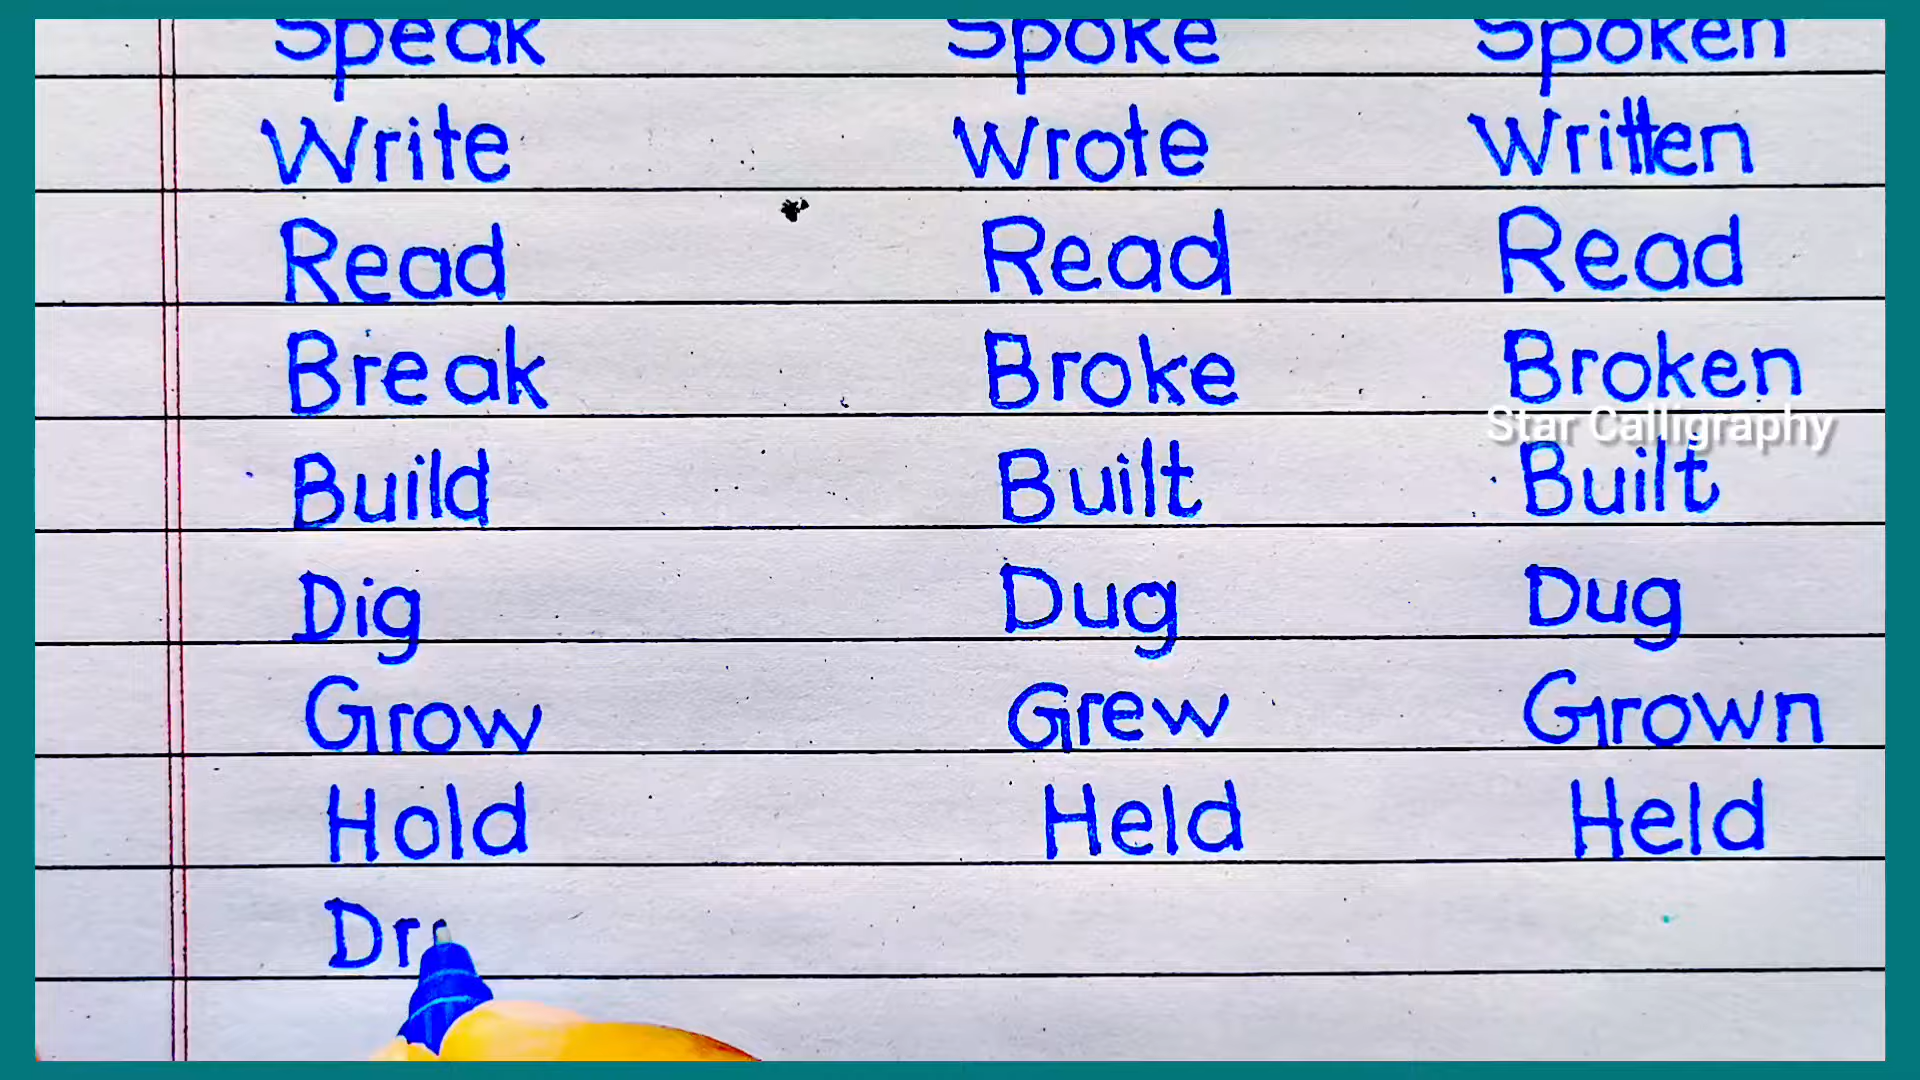 Speak Spoke Spoken
Write Wrote Written
Read Read Read
Break Broke Broken
Star Calligraphy
Build Built Built
Dig Dug Dug
Grow Grew Grown
Hold Held Held
Dr